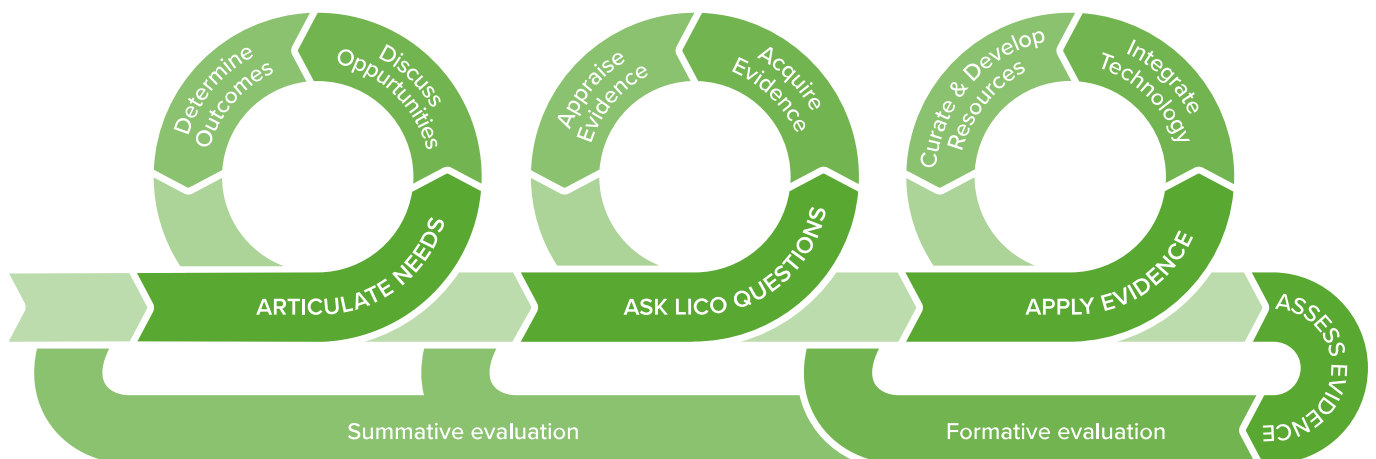 Determine
Outcomes
Discuss
Oppurtunities
ARTICULATE NEEDS
Appraise
Evidence
Acquire
Evidence
ASK LICO QUESTIONS
Curate & Develop
Resources
Integrate
Technology
APPLY EVIDENCE
ASSESS EVIDENCE
Summative evaluation
Formative evaluation